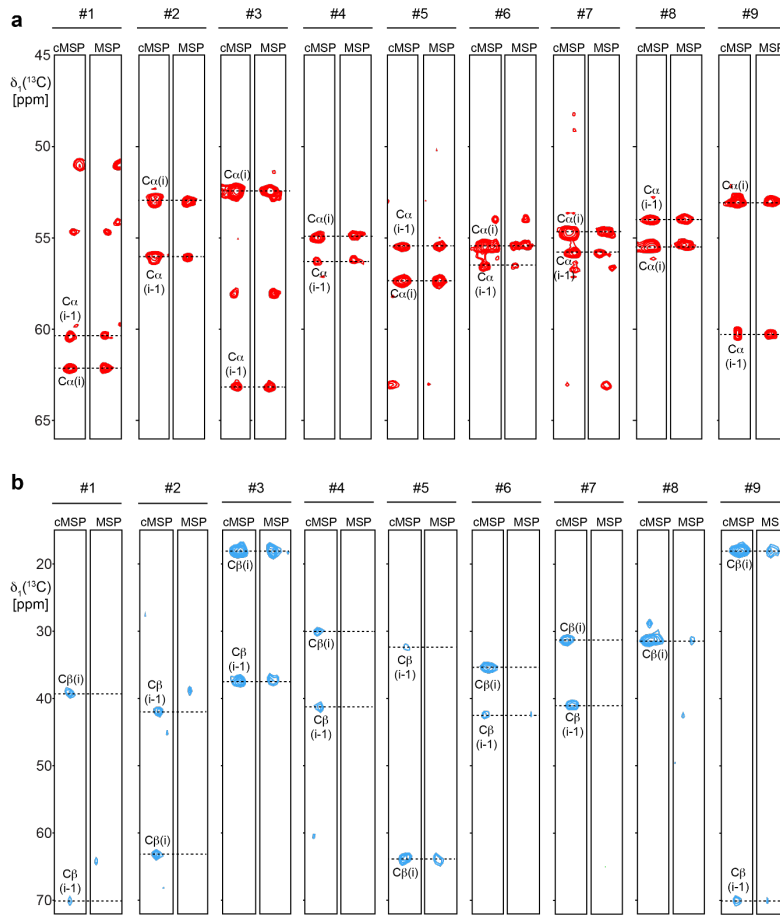 a
#1 #2 #3 #4 #5 #6 #7 #8 #9
cMSP MSP cMSP MSP cMSP MSP cMSP MSP cMSP MSP cMSP MSP cMSP MSP cMSP MSP cMSP MSP
45
δ₁(¹³C)
[ppm]
50
55
60
65
Cα
(i-1)
Cα(i)
Cα(i)
Cα
(i-1)
Cα(i)
Cα
(i-1)
Cα(i)
Cα
(i-1)
Cα
(i-1)
Cα(i)
Cα(i)
Cα
(i-1)
Cα(i)
Cα
(i-1)
Cα
(i-1)
Cα(i)
Cα(i)
Cα
(i-1)
b
#1 #2 #3 #4 #5 #6 #7 #8 #9
cMSP MSP cMSP MSP cMSP MSP cMSP MSP cMSP MSP cMSP MSP cMSP MSP cMSP MSP cMSP MS
20
δ₁(¹³C)
[ppm]
30
40
50
60
70
Cβ(i)
Cβ
(i-1)
Cβ
(i-1)
Cβ(i)
Cβ(i)
Cβ
(i-1)
Cβ(i)
Cβ
(i-1)
Cβ
(i-1)
Cβ(i)
Cβ(i)
Cβ
(i-1)
Cβ(i)
Cβ
(i-1)
Cβ(i)
Cβ(i)
Cβ
(i-1)